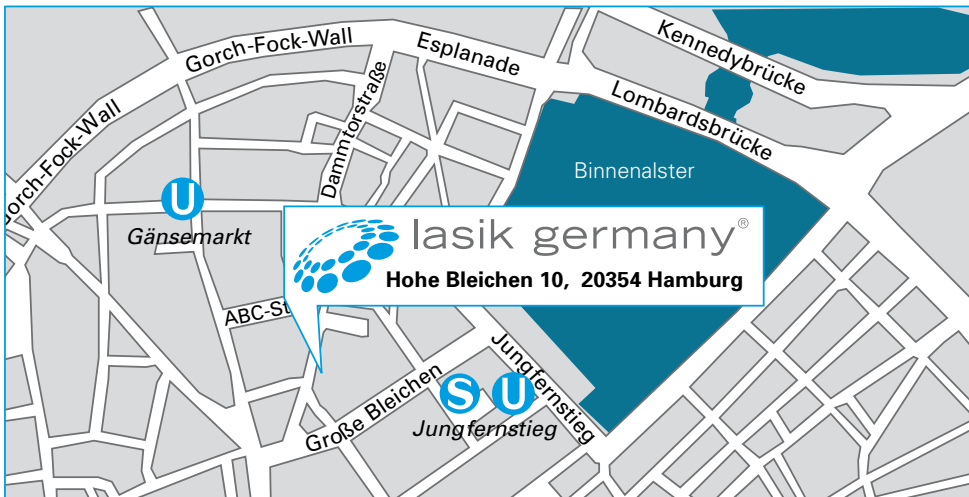 Gorch-Fock-Wall
Esplanade
Kennedybrücke
Lombardsbrücke
Gorch-Fock-Wall
Dammtorstraße
Binnenalster
U
Gänsemarkt
lasik germany®
Hohe Bleichen 10, 20354 Hamburg
ABC-St
Jungfernstieg
Große Bleichen
S U
Jungfernstieg